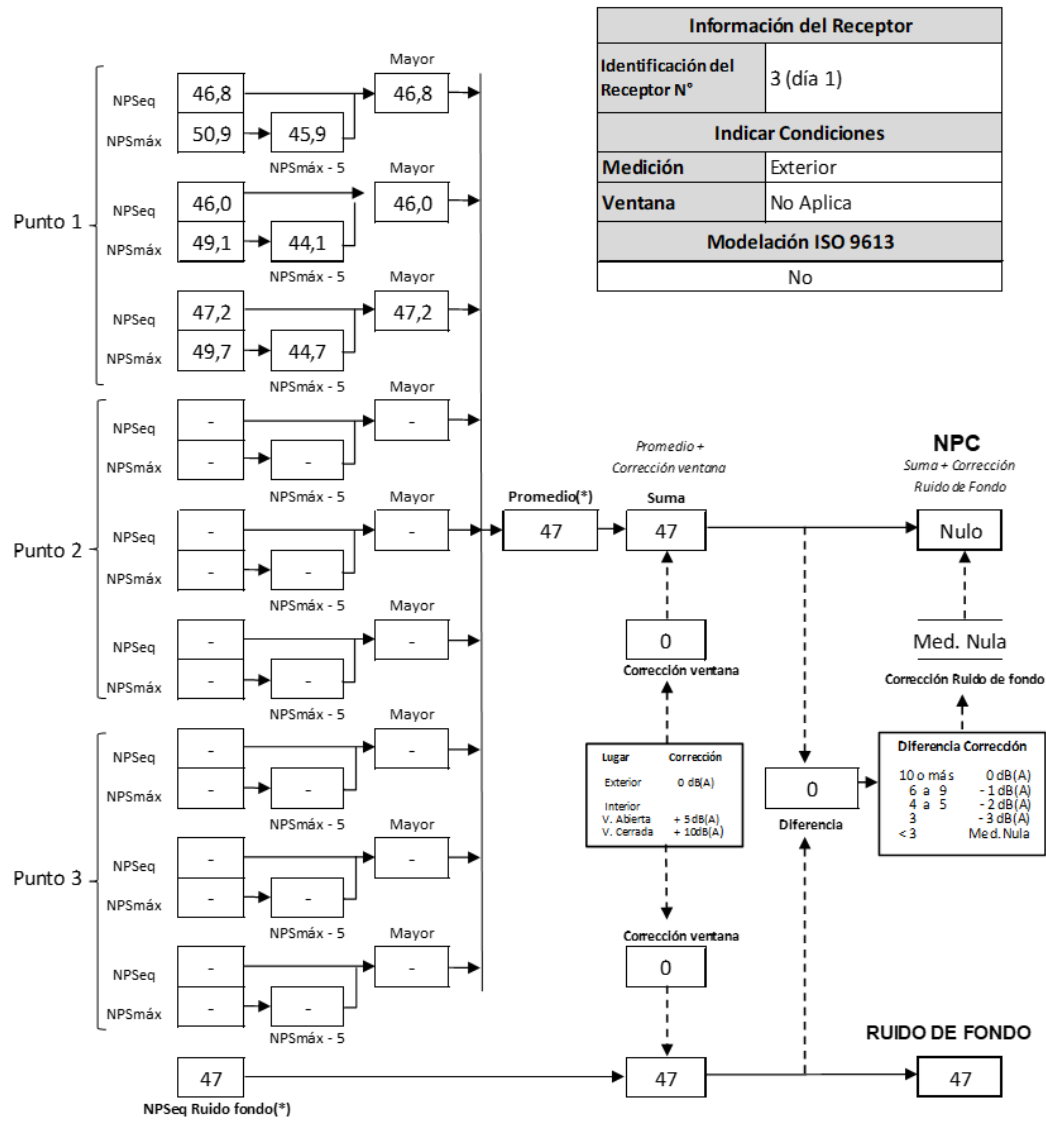 Información del Receptor
Identificación del Receptor N° 3 (día 1)
Indicar Condiciones
Medición Exterior
Ventana No Aplica
Modelación ISO 9613
No
Punto 1
Mayor
NPSeq 46,8 46,8
NPSmáx 50,9 45,9
NPSmáx - 5
Mayor
NPSeq 46,0 46,0
NPSmáx 49,1 44,1
NPSmáx - 5
Mayor
NPSeq 47,2 47,2
NPSmáx 49,7 44,7
NPSmáx - 5
Punto 2
Mayor
NPSeq - -
NPSmáx - -
NPSmáx - 5
Mayor
NPSeq - -
NPSmáx - -
NPSmáx - 5
Mayor
NPSeq - -
NPSmáx - -
NPSmáx - 5
Punto 3
Mayor
NPSeq - -
NPSmáx - -
NPSmáx - 5
Mayor
NPSeq - -
NPSmáx - -
NPSmáx - 5
Mayor
NPSeq - -
NPSmáx - -
NPSmáx - 5
Promedio(*)
47
Promedio +
Corrección ventana
Suma
47
0
Corrección ventana
Lugar Corrección
Exterior 0 dB(A)
Interior
V. Abierta + 5 dB(A)
V. Cerrada + 10dB(A)
Corrección ventana
0
47
NPSeq Ruido fondo(*)
47
0
Diferencia
NPC
Suma + Corrección
Ruido de Fondo
Nulo
Med. Nula
Corrección Ruido de fondo
Diferencia Corrección
10 o más 0 dB(A)
6 a 9 - 1 dB(A)
4 a 5 - 2 dB(A)
3 - 3 dB(A)
< 3 Med. Nula
RUIDO DE FONDO
47